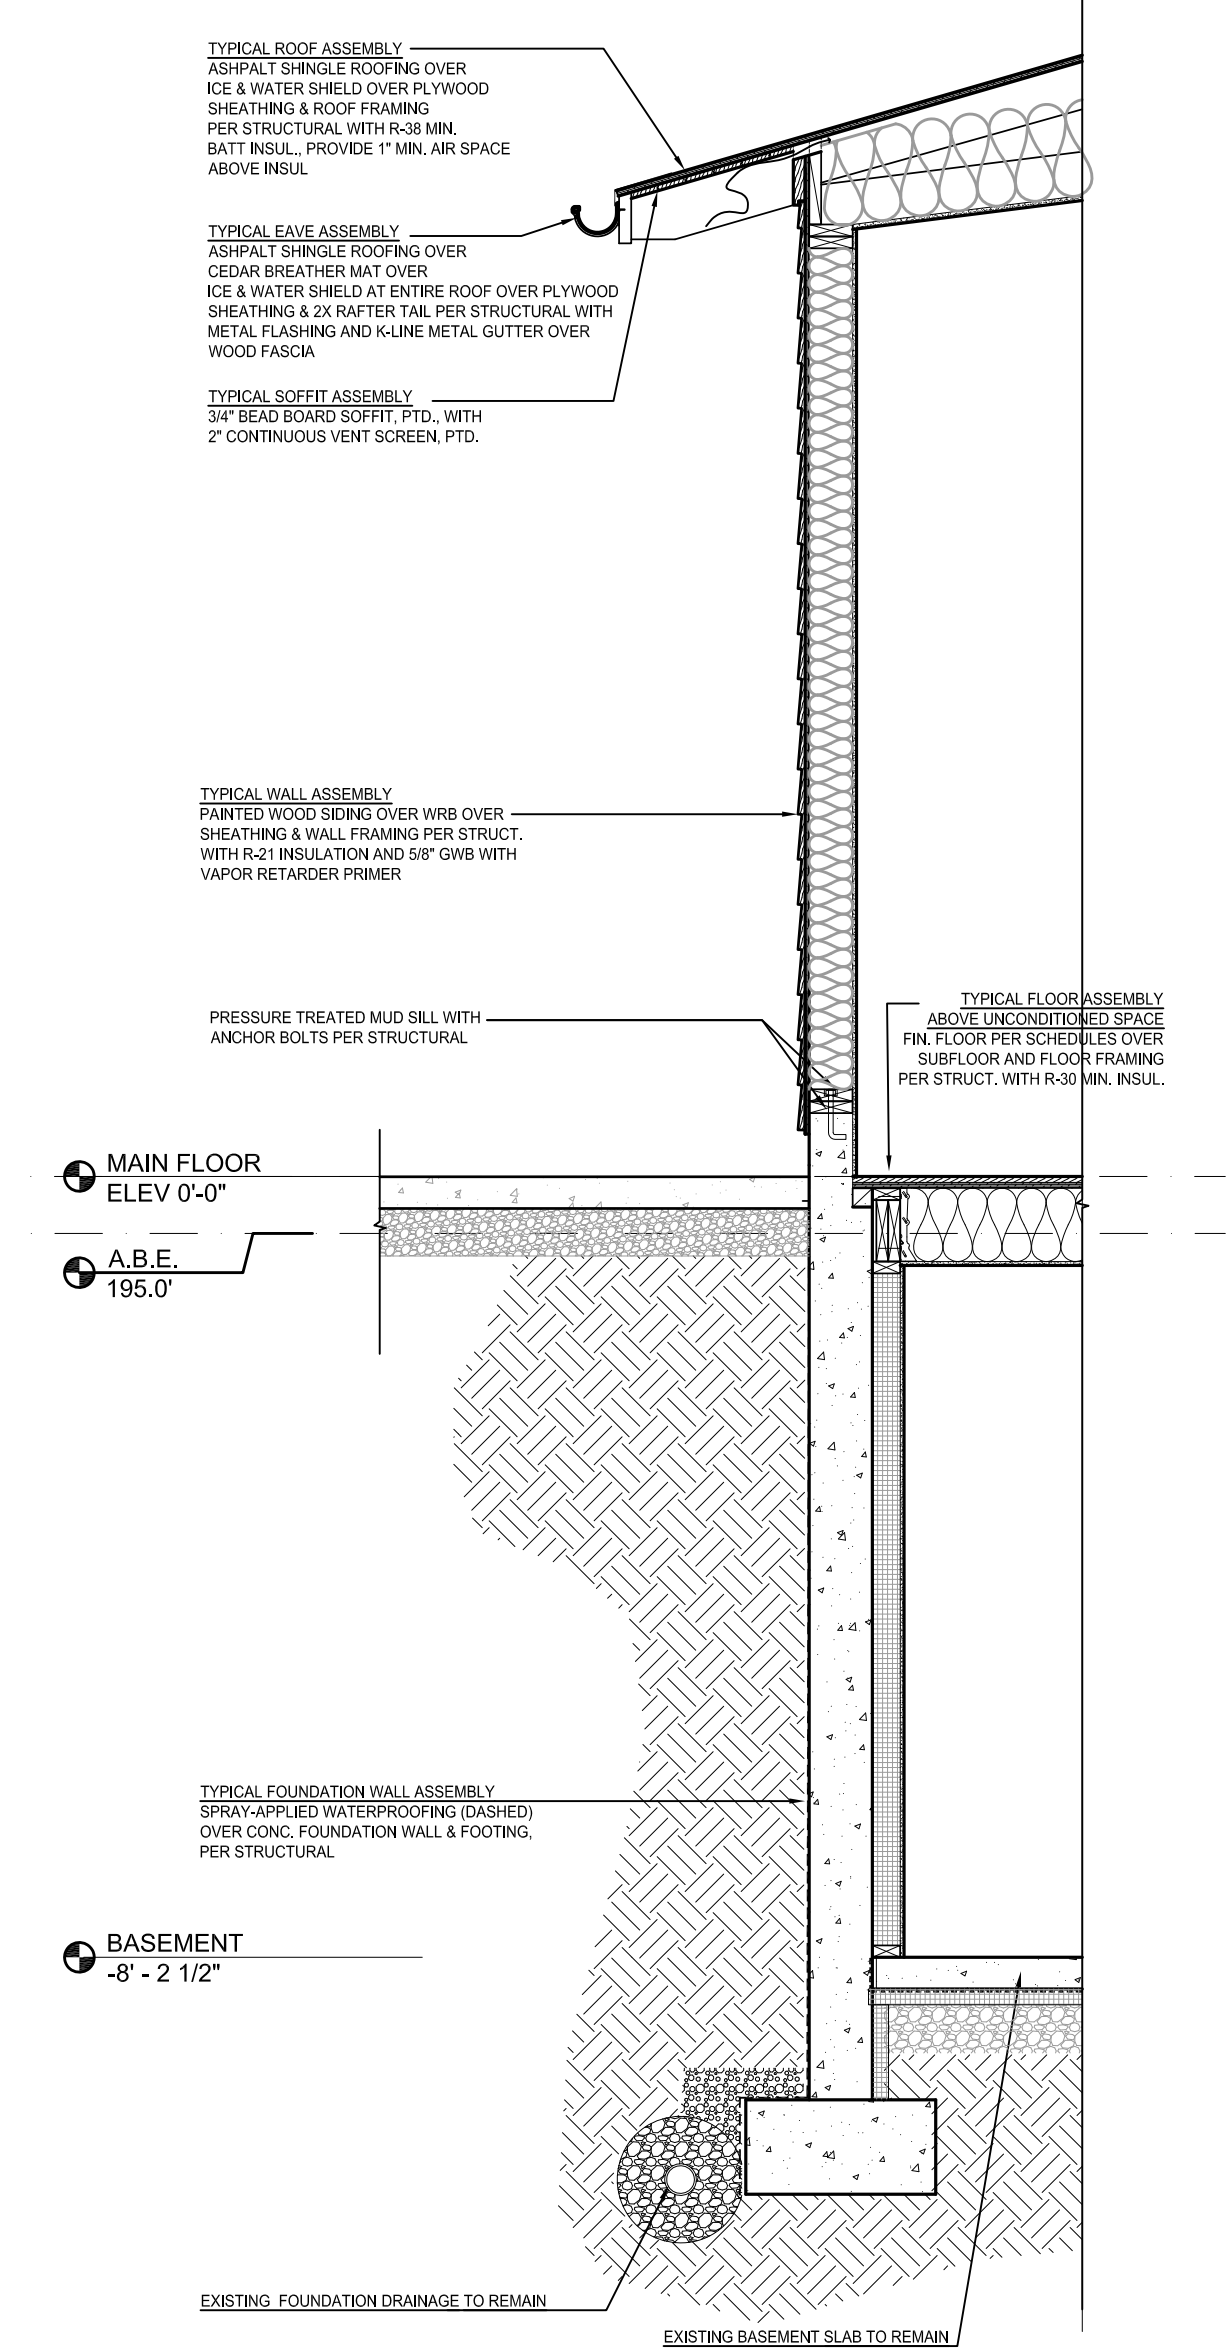 TYPICAL ROOF ASSEMBLY
ASHPALT SHINGLE ROOFING OVER
ICE & WATER SHIELD OVER PLYWOOD
SHEATHING & ROOF FRAMING
PER STRUCTURAL WITH R-38 MIN.
BATT INSUL., PROVIDE 1" MIN. AIR SPACE
ABOVE INSUL
TYPICAL EAVE ASSEMBLY
ASHPALT SHINGLE ROOFING OVER
CEDAR BREATHER MAT OVER
ICE & WATER SHIELD AT ENTIRE ROOF OVER PLYWOOD
SHEATHING & 2X RAFTER TAIL PER STRUCTURAL WITH
METAL FLASHING AND K-LINE METAL GUTTER OVER
WOOD FASCIA
TYPICAL SOFFIT ASSEMBLY
3/4" BEAD BOARD SOFFIT, PTD., WITH
2" CONTINUOUS VENT SCREEN, PTD.
TYPICAL WALL ASSEMBLY
PAINTED WOOD SIDING OVER WRB OVER
SHEATHING & WALL FRAMING PER STRUCT.
WITH R-21 INSULATION AND 5/8" GWB WITH
VAPOR RETARDER PRIMER
PRESSURE TREATED MUD SILL WITH
ANCHOR BOLTS PER STRUCTURAL
TYPICAL FLOOR ASSEMBLY
ABOVE UNCONDITIONED SPACE
FIN. FLOOR PER SCHEDULES OVER
SUBFLOOR AND FLOOR FRAMING
PER STRUCT. WITH R-30 MIN. INSUL.
MAIN FLOOR
ELEV 0'-0"
A.B.E.
195.0'
TYPICAL FOUNDATION WALL ASSEMBLY
SPRAY-APPLIED WATERPROOFING (DASHED)
OVER CONC. FOUNDATION WALL & FOOTING,
PER STRUCTURAL
BASEMENT
-8' - 2 1/2"
EXISTING  FOUNDATION DRAINAGE TO REMAIN
EXISTING BASEMENT SLAB TO REMAIN